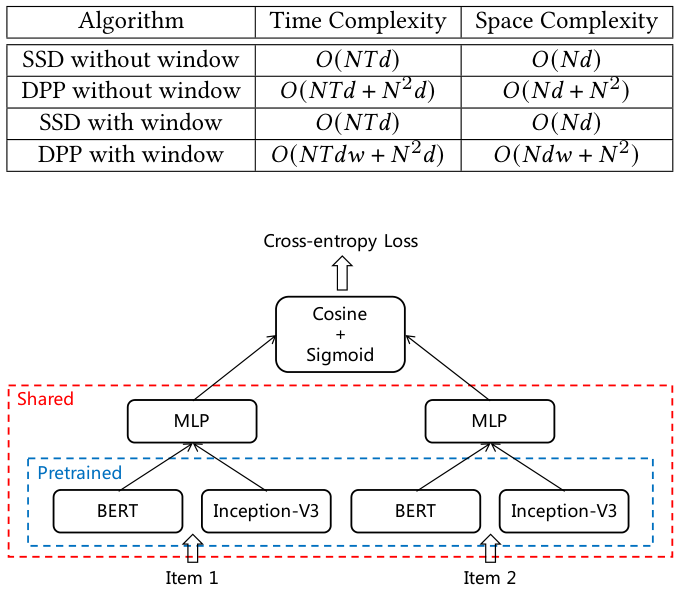 Algorithm Time Complexity Space Complexity
SSD without window O(NTd) O(Nd)
DPP without window O(NTd + N²d) O(Nd + N²)
SSD with window O(NTd) O(Nd)
DPP with window O(NTdw + N²d) O(Ndw + N²)
Cross-entropy Loss
Cosine
+
Sigmoid
Shared
MLP MLP
Pretrained
BERT Inception-V3 BERT Inception-V3
Item 1 Item 2